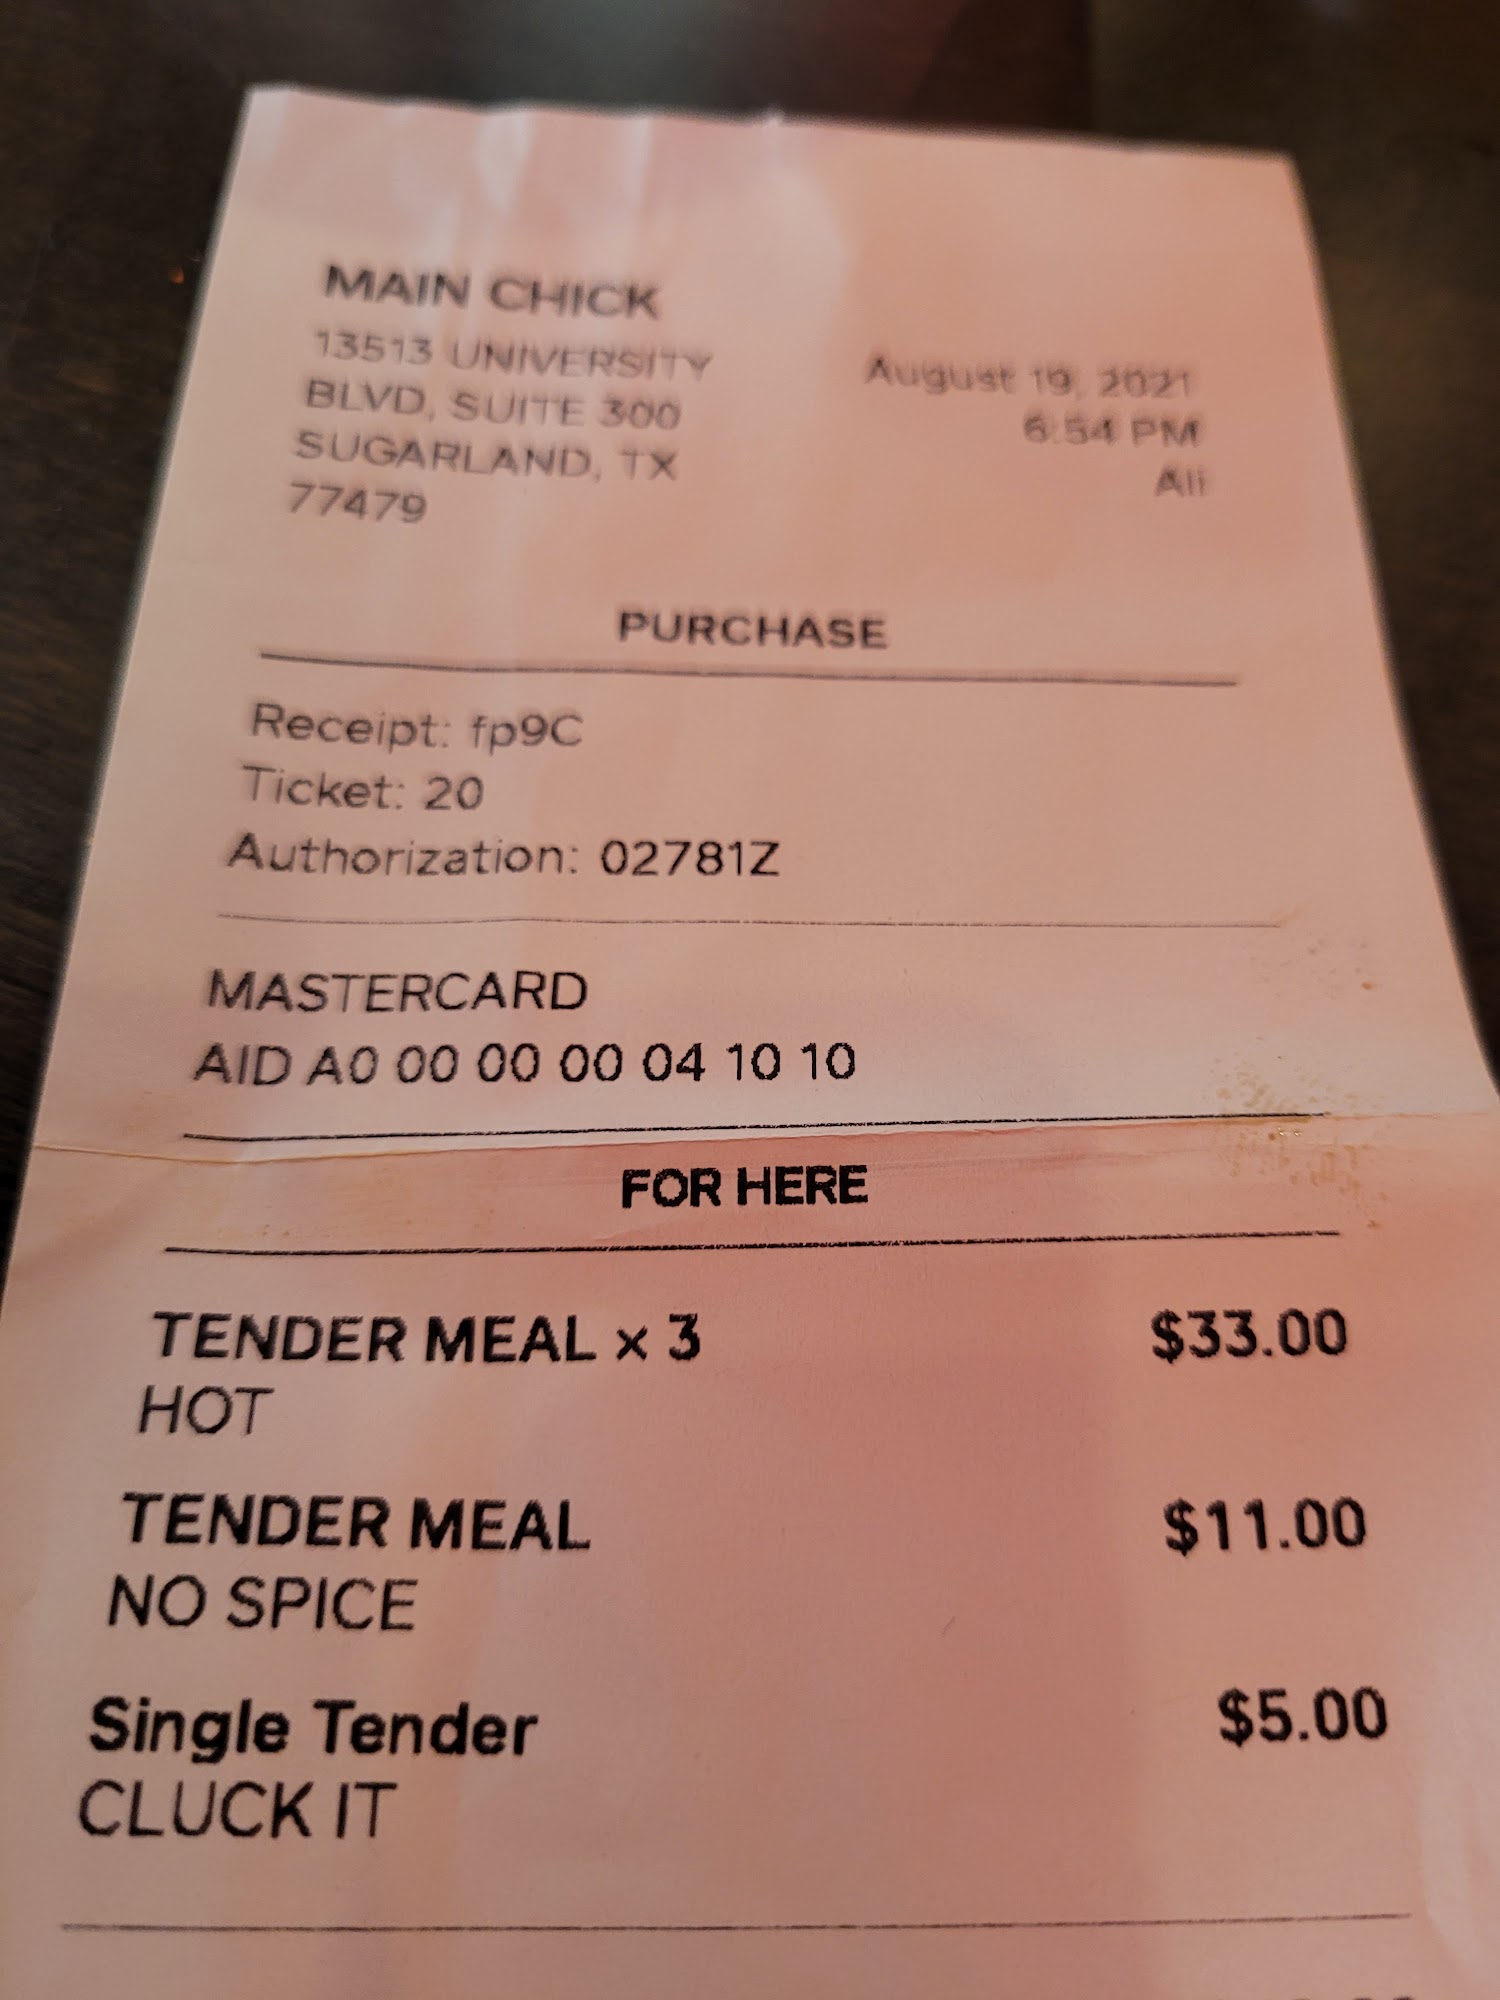 MAIN CHICK
13513 UNIVERSITY
BLVD, SUITE 300
SUGARLAND, TX
77479
August 19, 2021
6:54 PM
Ali
PURCHASE
Receipt: fp9C
Ticket: 20
Authorization: 02781Z
MASTERCARD
AID A0 00 00 00 04 10 10
FOR HERE
TENDER MEAL x 3 $33.00
HOT
TENDER MEAL $11.00
NO SPICE
Single Tender $5.00
CLUCK IT